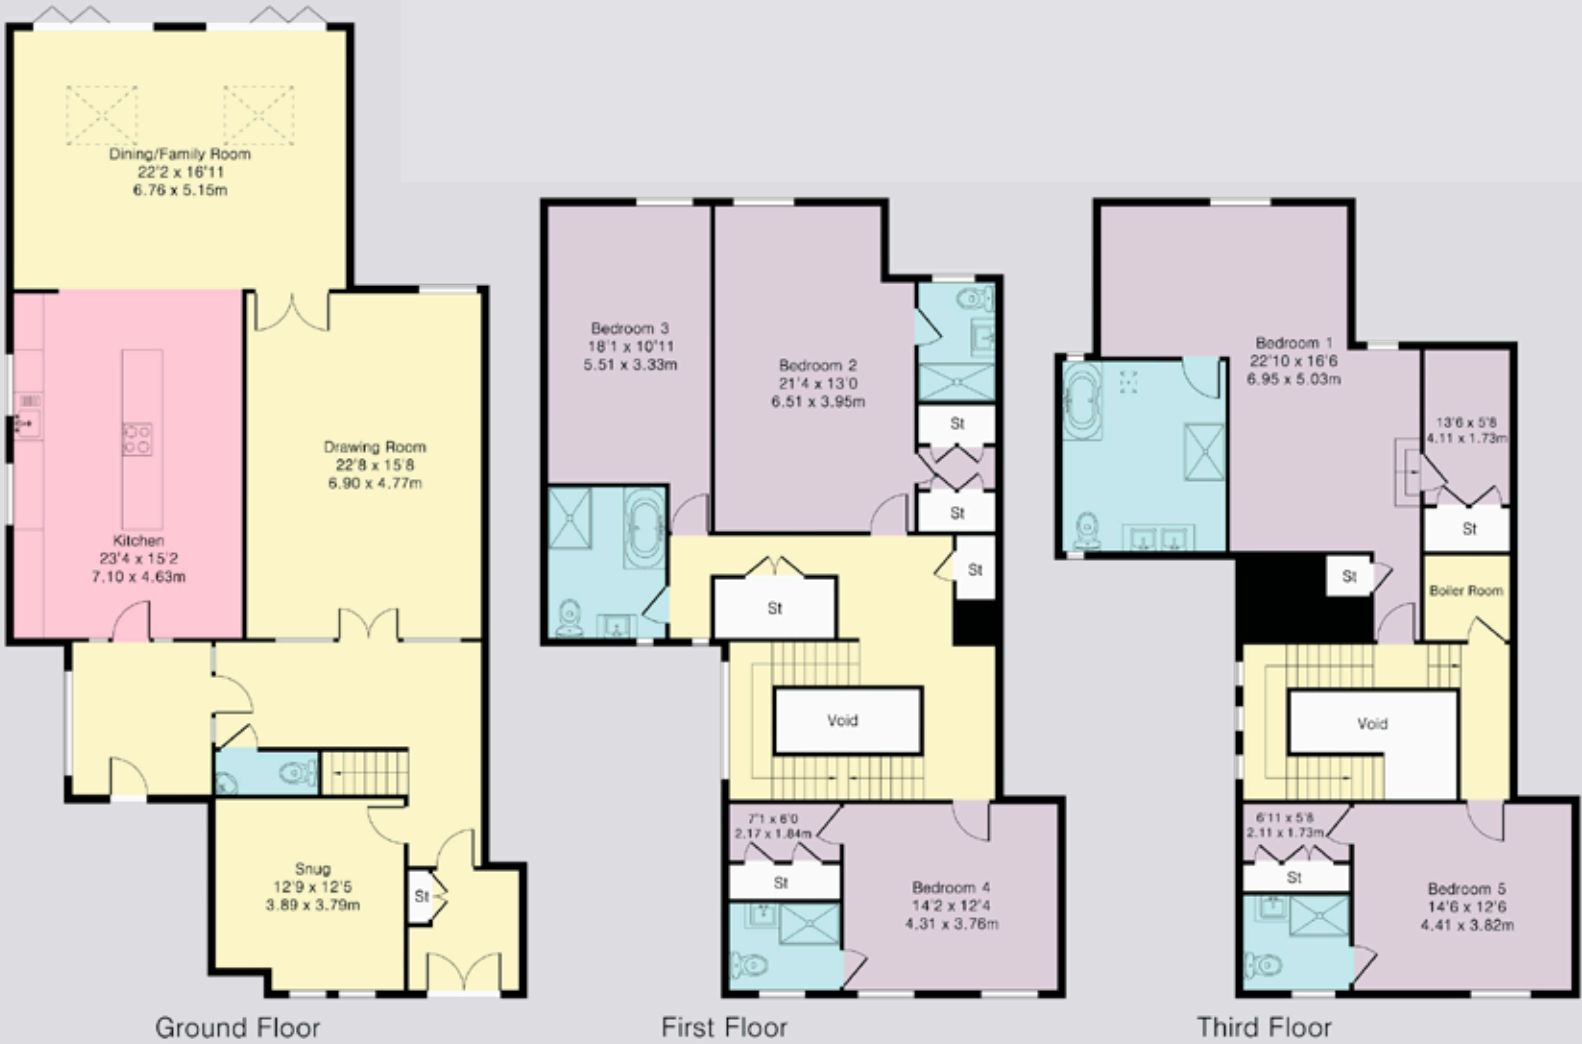 Dining/Family Room
22'2 x 16'11
6.76 x 5.15m
Kitchen
23'4 x 15'2
7.10 x 4.63m
Drawing Room
22'8 x 15'8
6.90 x 4.77m
Snug
12'9 x 12'5
3.89 x 3.79m
St
Ground Floor
Bedroom 3
18'1 x 10'11
5.51 x 3.33m
Bedroom 2
21'4 x 13'0
6.51 x 3.95m
St
St
St
St
Void
7'1 x 6'0
2.17 x 1.84m
St
Bedroom 4
14'2 x 12'4
4.31 x 3.76m
First Floor
Bedroom 1
22'10 x 16'6
6.95 x 5.03m
13'6 x 5'8
4.11 x 1.73m
St
St
Boiler Room
Void
6'11 x 5'8
2.11 x 1.73m
St
Bedroom 5
14'6 x 12'6
4.41 x 3.82m
Third Floor